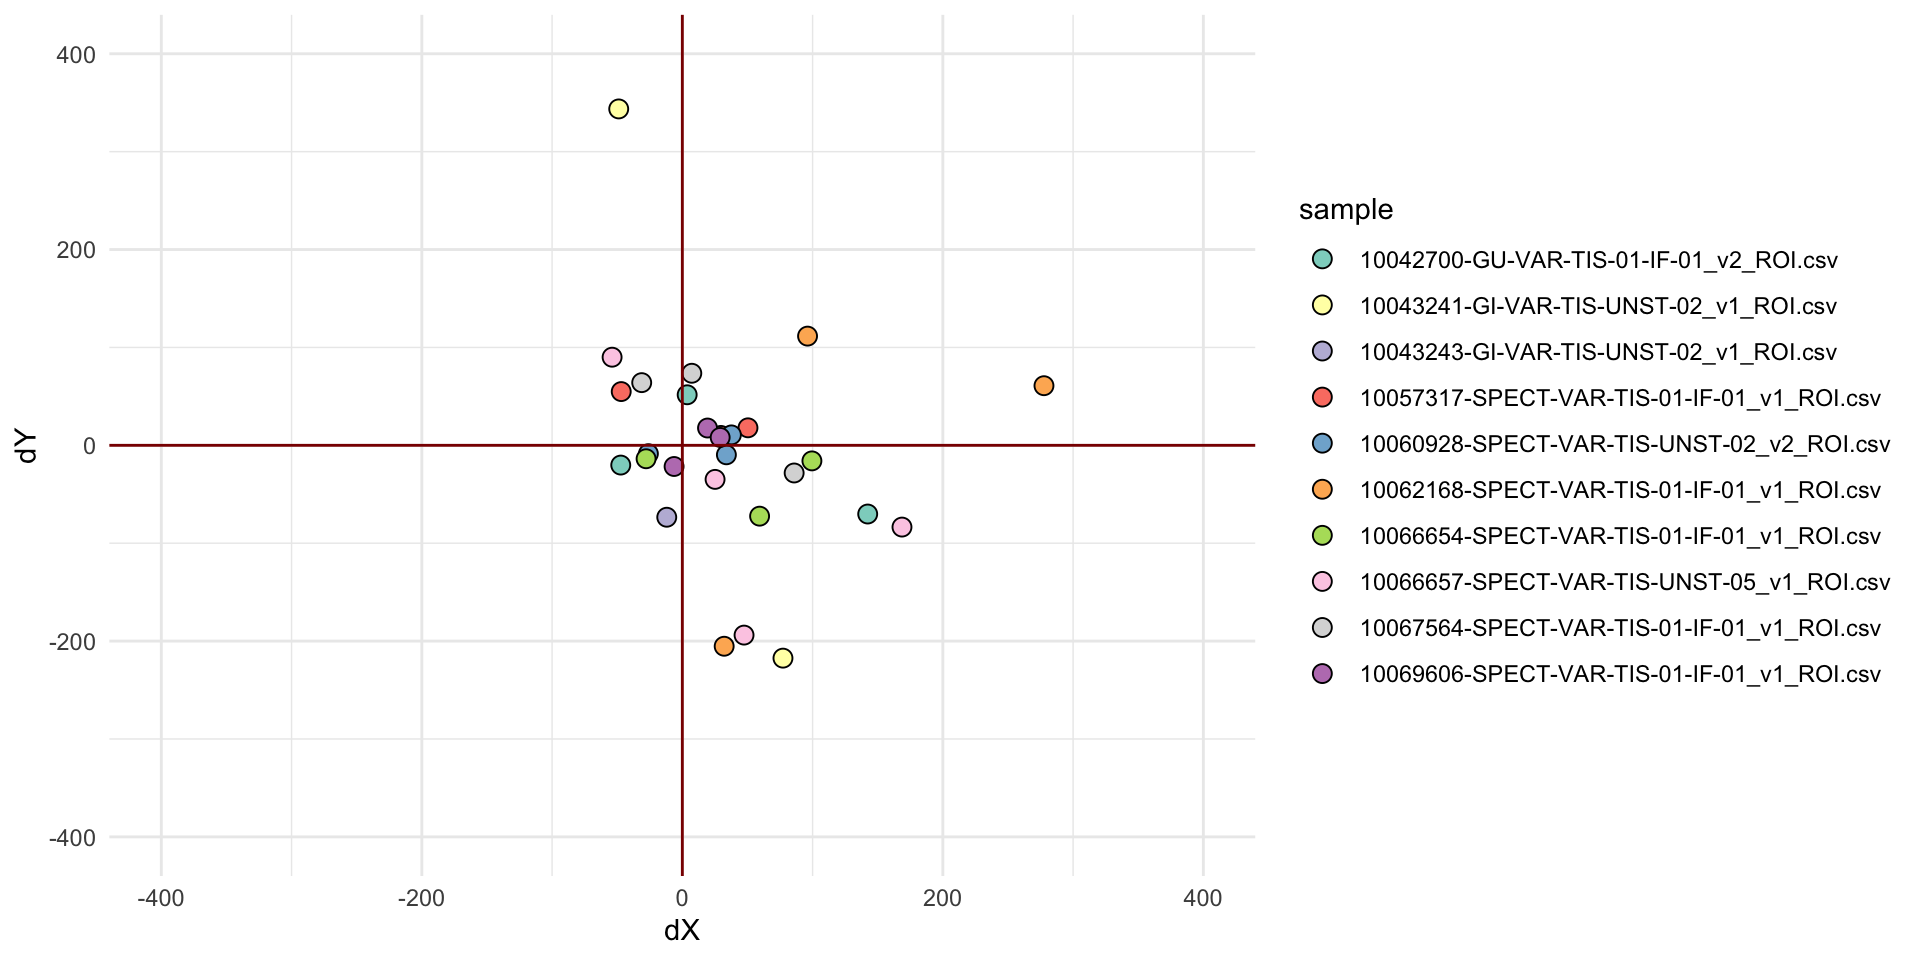 400
200
0
-200
-400
dY
-400
-200
0
200
400
dX
sample
10042700-GU-VAR-TIS-01-IF-01_v2_ROI.csv
10043241-GI-VAR-TIS-UNST-02_v1_ROI.csv
10043243-GI-VAR-TIS-UNST-02_v1_ROI.csv
10057317-SPECT-VAR-TIS-01-IF-01_v1_ROI.csv
10060928-SPECT-VAR-TIS-UNST-02_v2_ROI.csv
10062168-SPECT-VAR-TIS-01-IF-01_v1_ROI.csv
10066654-SPECT-VAR-TIS-01-IF-01_v1_ROI.csv
10066657-SPECT-VAR-TIS-UNST-05_v1_ROI.csv
10067564-SPECT-VAR-TIS-01-IF-01_v1_ROI.csv
10069606-SPECT-VAR-TIS-01-IF-01_v1_ROI.csv